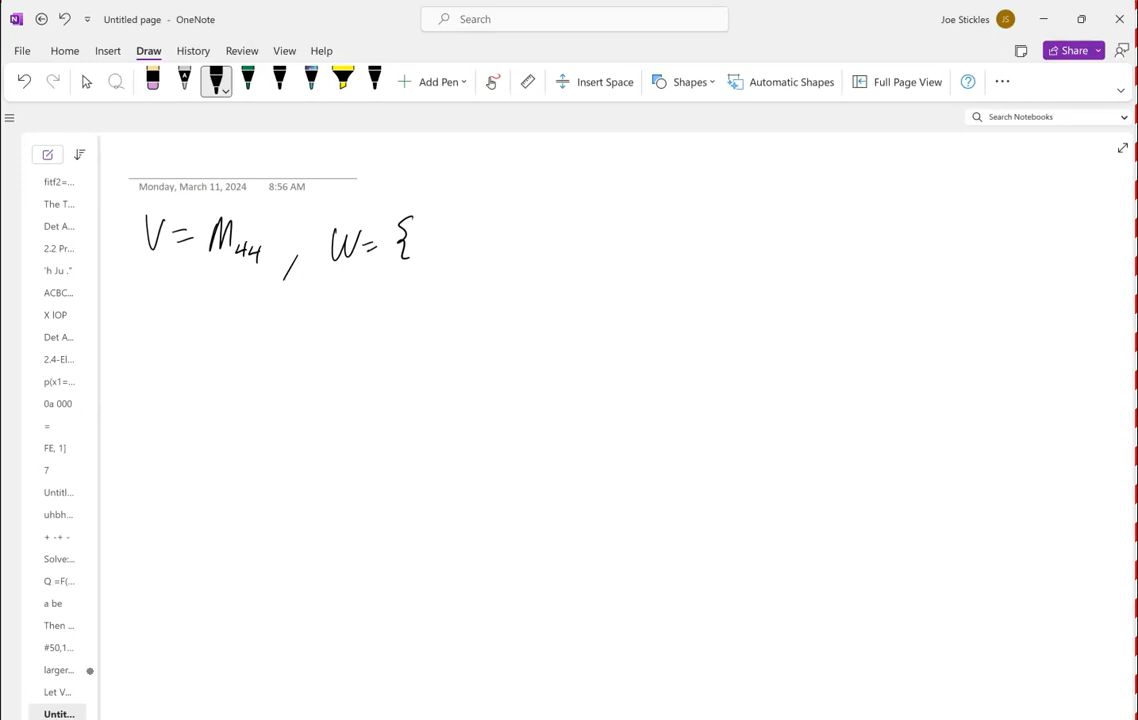 Untitled page - OneNote
Search
Joe Stickles
JS
File Home Insert Draw History Review View Help
Share
Add Pen
Insert Space
Shapes
Automatic Shapes
Full Page View
Search Notebooks
Monday, March 11, 2024 8:56 AM
V = M44 , W = {
fitf2=...
The T...
Det A...
2.2 Pr...
'h Ju ."
ACBC...
X IOP
Det A...
2.4-El...
p(x1=...
0a 000
=
FE, 1]
7
Untitl...
uhbh...
+ -+ -
Solve:...
Q =F(...
a be
Then ...
#50,1...
larger...
Let V...
Untit...